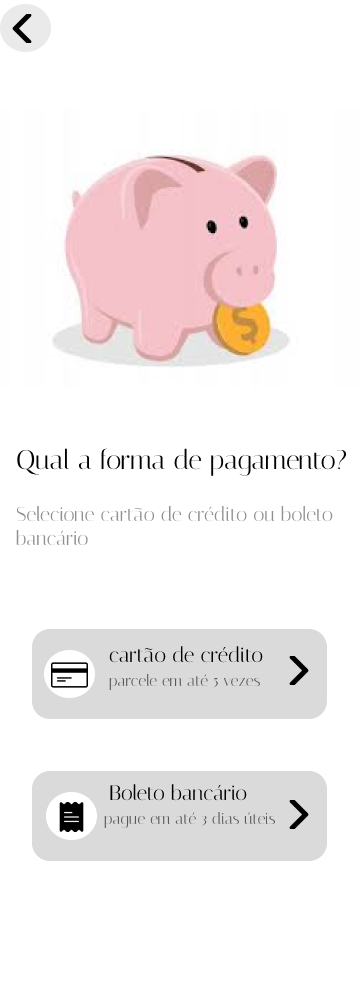 $
Qual a forma de pagamento?
Selecione cartão de crédito ou boleto
bancário
cartão de crédito
parcele em até 5 vezes
Boleto bancário
pague em até 3 dias úteis